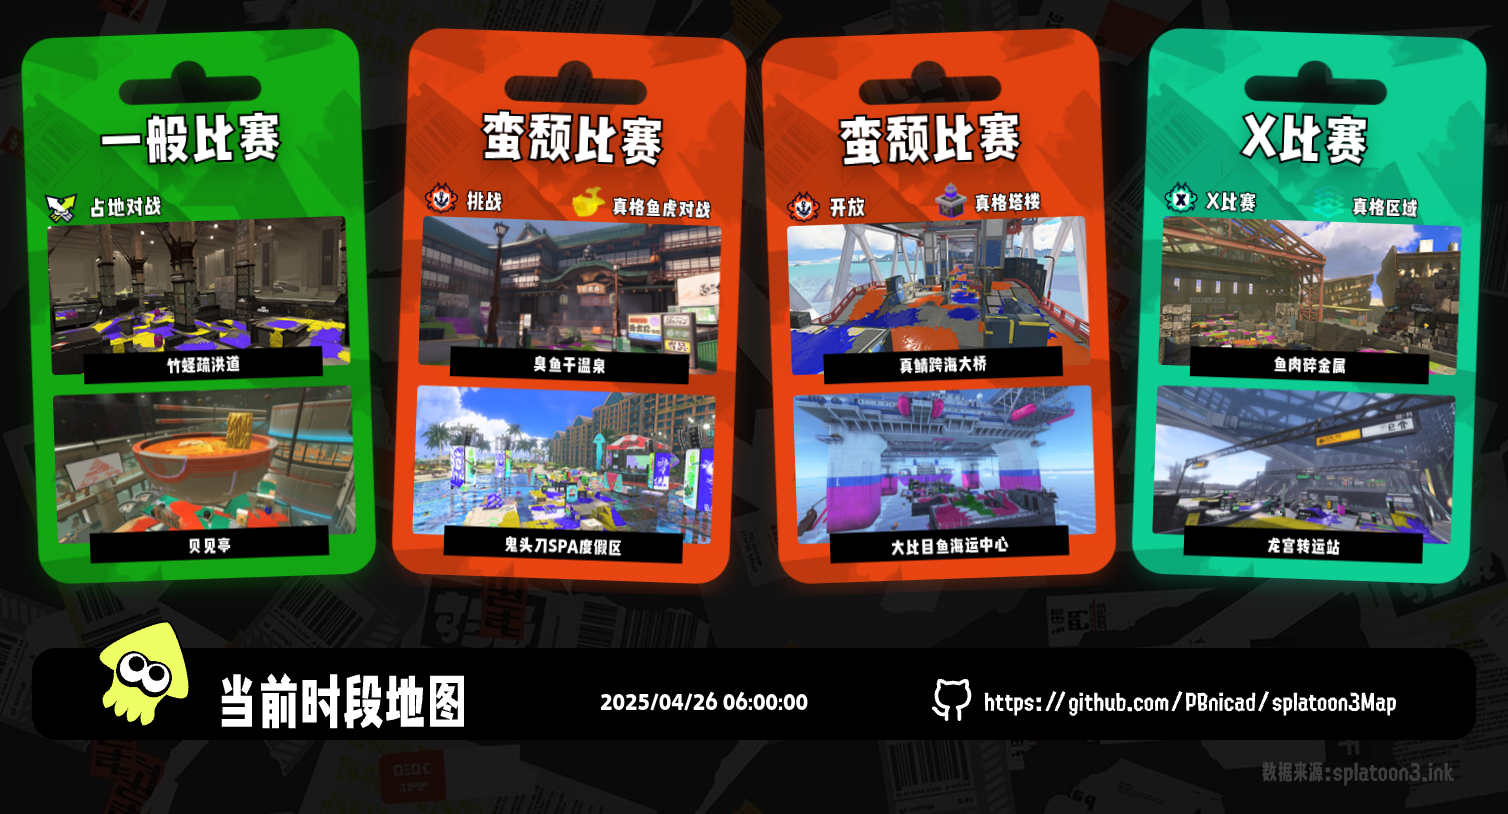 一般比赛
占地对战
竹蛏疏洪道
贝见亭
蛮颓比赛
挑战
真格鱼虎对战
臭鱼干温泉
鬼头刀SPA度假区
蛮颓比赛
开放
真格塔楼
真鲷跨海大桥
大比目鱼海运中心
X比赛
X比赛
真格区域
鱼肉碎金属
龙宫转运站
当前时段地图
2025/04/26 06:00:00
https://github.com/PBnicad/splatoon3Map
数据来源:splatoon3.ink